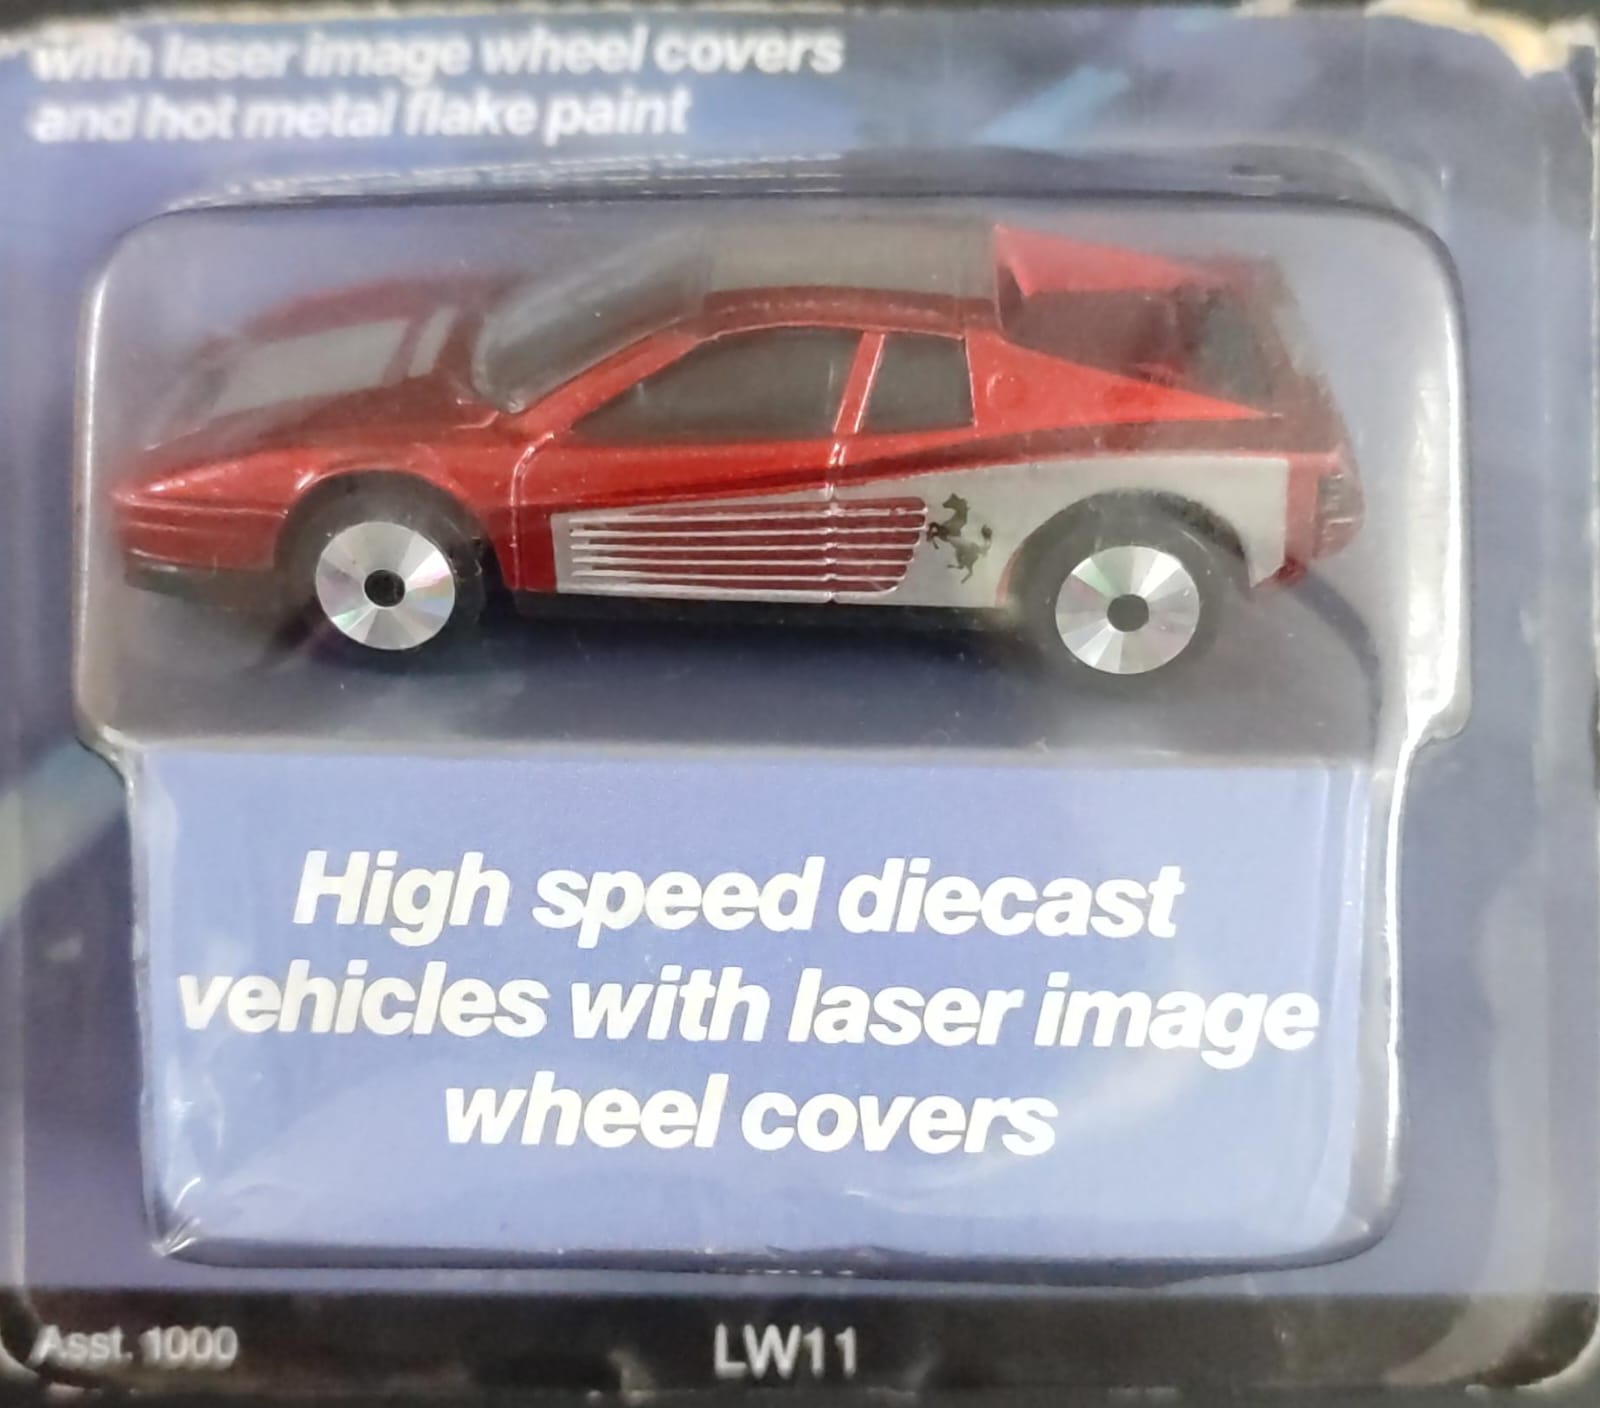 with laser image wheel covers
and hot metal flake paint
High speed diecast
vehicles with laser image
wheel covers
Asst. 1000
LW11